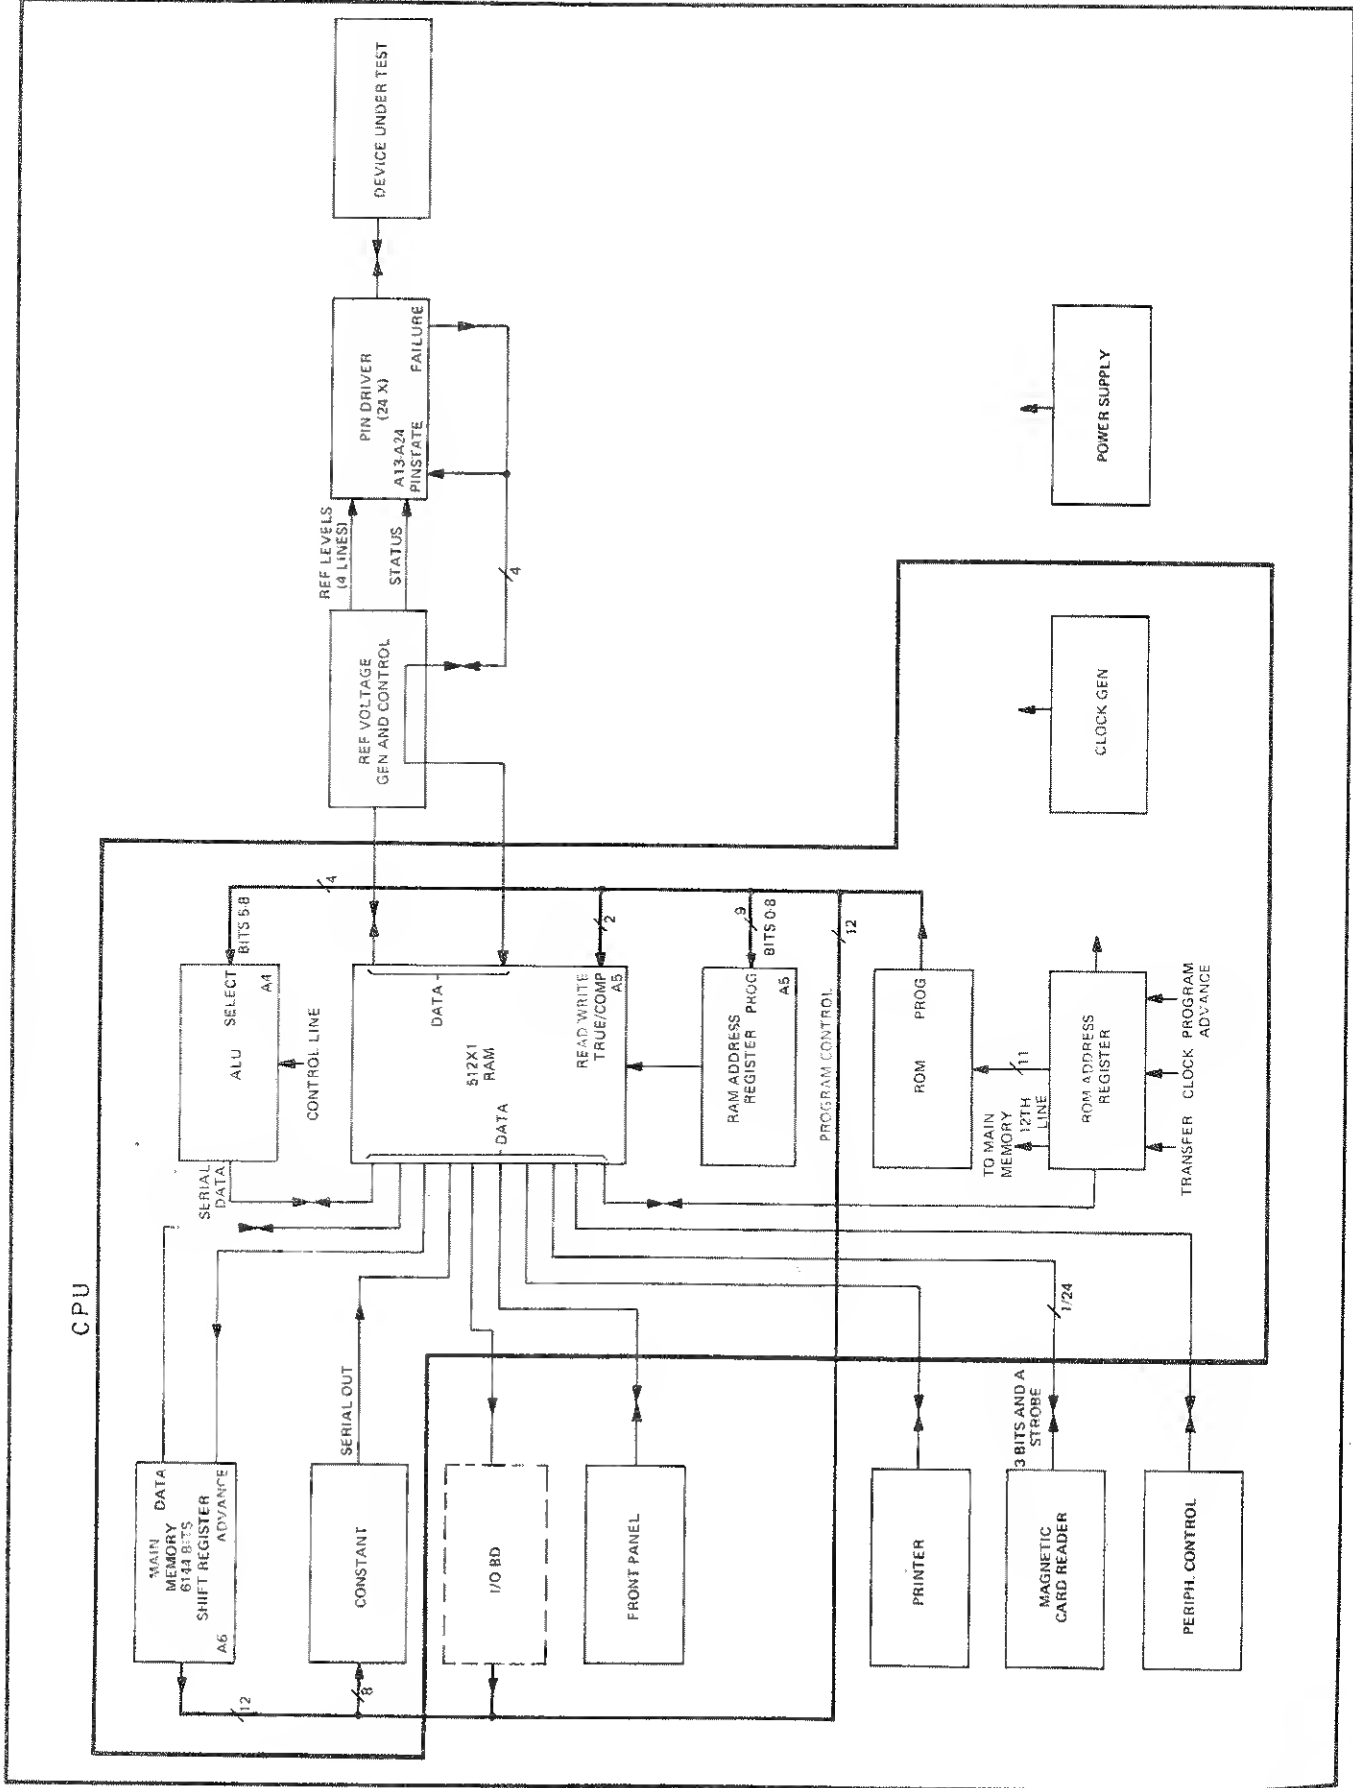 CPU
MAIN
MEMORY
6144 BITS
SHIFT REGISTER
DATA
ADVANCE
A6
12
CONSTANT
8
SERIAL OUT
I/O BD
FRONT PANEL
PRINTER
MAGNETIC
CARD READER
3 BITS AND A
STROBE
1/24
PERIPH. CONTROL
SERIAL
DATA
ALU
SELECT
A4
BITS 5-8
4
CONTROL LINE
512X1
RAM
DATA
DATA
READ WRITE
TRUE/COMP
A5
2
RAM ADDRESS
REGISTER
PROG
A5
9
BITS 0-8
PROGRAM CONTROL
12
ROM
PROG
11
TO MAIN
MEMORY
12TH
LINE
ROM ADDRESS
REGISTER
TRANSFER
CLOCK
PROGRAM
ADVANCE
CLOCK GEN
POWER SUPPLY
REF VOLTAGE
GEN AND CONTROL
REF LEVELS
(4 LINES)
STATUS
4
PIN DRIVER
(24 X)
A13-A24
PINSTATE
FAILURE
DEVICE UNDER TEST